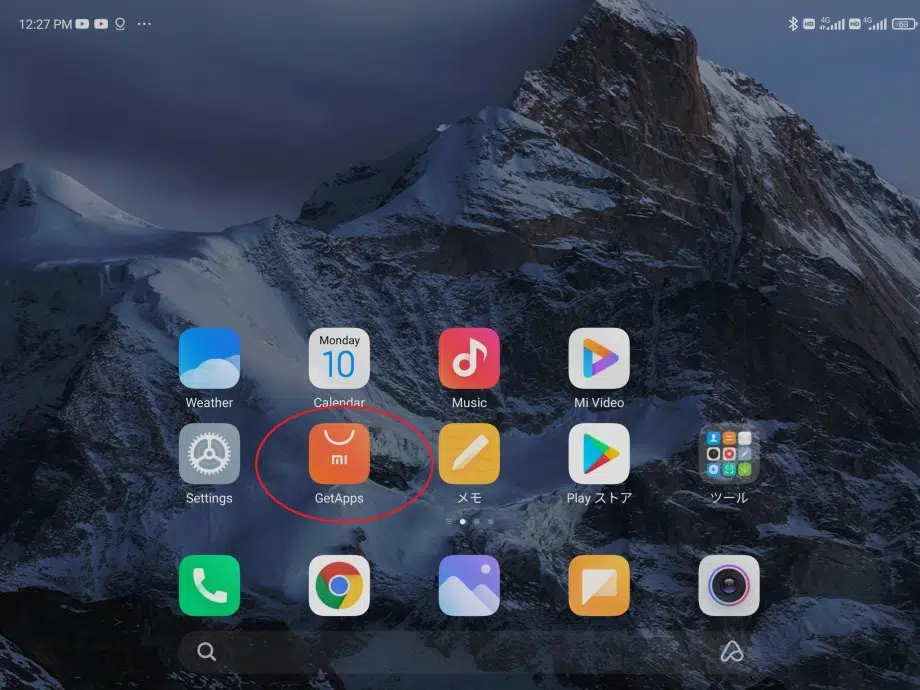 12:27 PM
4G
4G
63
Monday
10
Weather
Calendar
Music
Mi Video
mi
Settings
GetApps
メモ
Play ストア
ツール